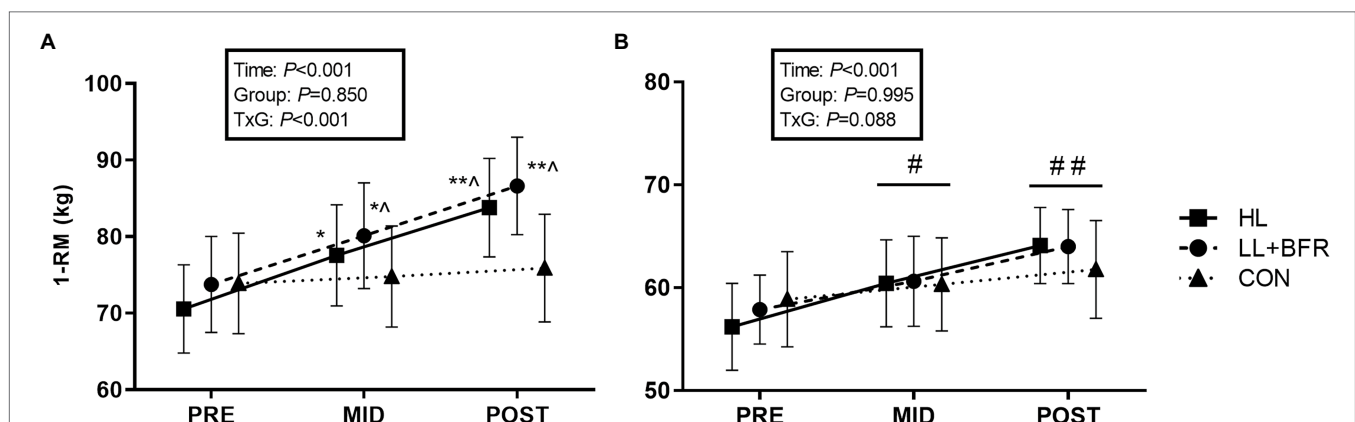 A
Time: P<0.001
Group: P=0.850
TxG: P<0.001
100
90
80
70
60
1-RM (kg)
*
*^
**^
**^
PRE MID POST
B
Time: P<0.001
Group: P=0.995
TxG: P=0.088
80
70
60
50
#
##
PRE MID POST
HL
LL+BFR
CON